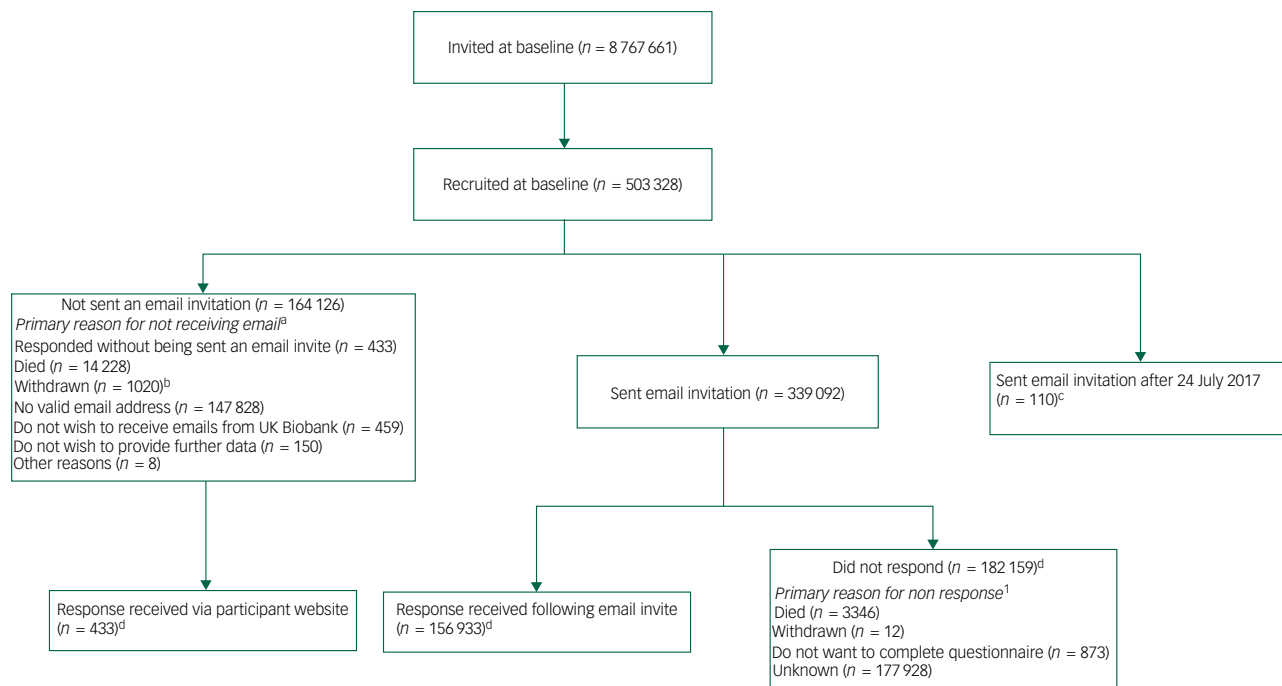 Invited at baseline (n = 8 767 661)
Recruited at baseline (n = 503 328)
Not sent an email invitation (n = 164 126)
Primary reason for not receiving emailᵃ
Responded without being sent an email invite (n = 433)
Died (n = 14 228)
Withdrawn (n = 1020)ᵇ
No valid email address (n = 147 828)
Do not wish to receive emails from UK Biobank (n = 459)
Do not wish to provide further data (n = 150)
Other reasons (n = 8)
Sent email invitation (n = 339 092)
Sent email invitation after 24 July 2017
(n = 110)ᶜ
Response received via participant website
(n = 433)ᵈ
Response received following email invite
(n = 156 933)ᵈ
Did not respond (n = 182 159)ᵈ
Primary reason for non response¹
Died (n = 3346)
Withdrawn (n = 12)
Do not want to complete questionnaire (n = 873)
Unknown (n = 177 928)